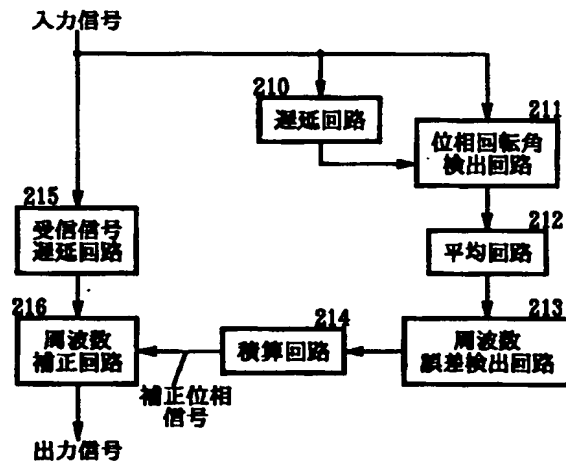 入力信号
210
遅延回路
211
位相回転角
検出回路
215
受信信号
遅延回路
212
平均回路
216
周波数
補正回路
214
積算回路
213
周波数
誤差検出回路
補正位相
信号
出力信号